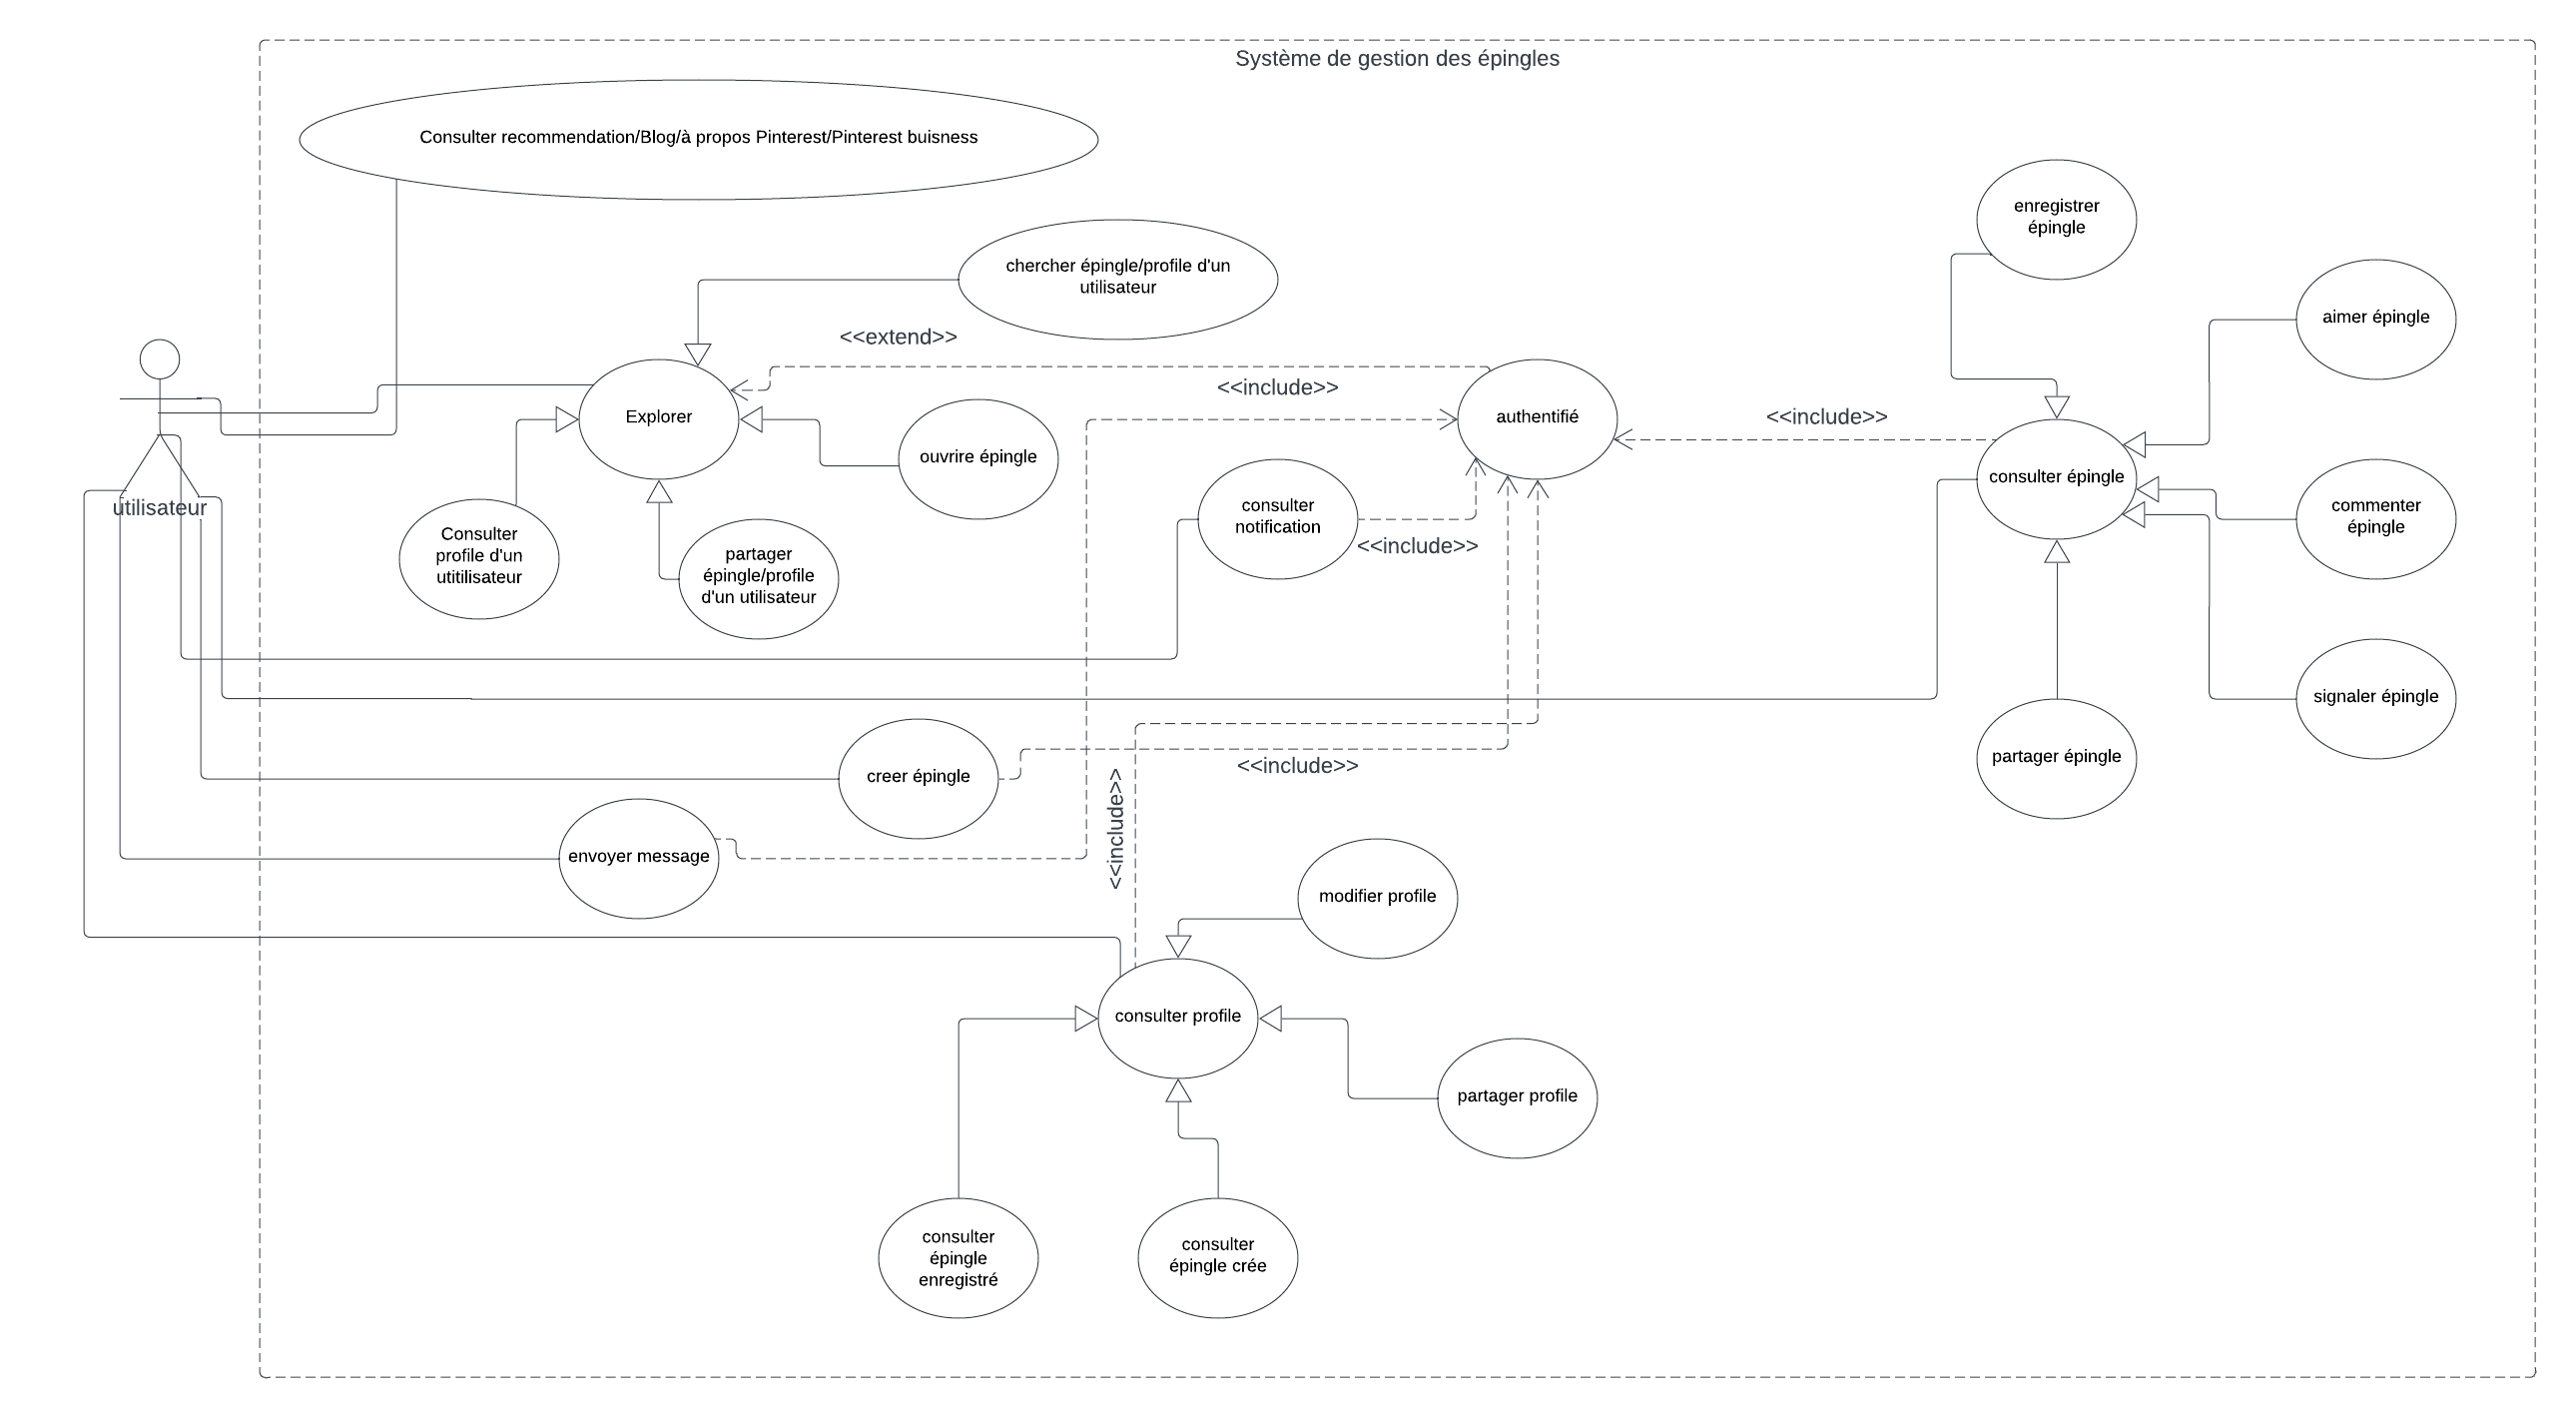 Système de gestion des épingles
Consulter recommendation/Blog/à propos Pinterest/Pinterest buisness
enregistrer
épingle
chercher épingle/profile d'un
utilisateur
aimer épingle
<<extend>>
<<include>>
<<include>>
Explorer
authentifié
ouvrire épingle
consulter épingle
utilisateur
consulter
notification
commenter
épingle
Consulter
profile d'un
utitilisateur
<<include>>
partager
épingle/profile
d'un utilisateur
signaler épingle
partager épingle
creer épingle
<<include>>
<<include>>
envoyer message
modifier profile
consulter profile
partager profile
consulter
épingle
enregistré
consulter
épingle crée